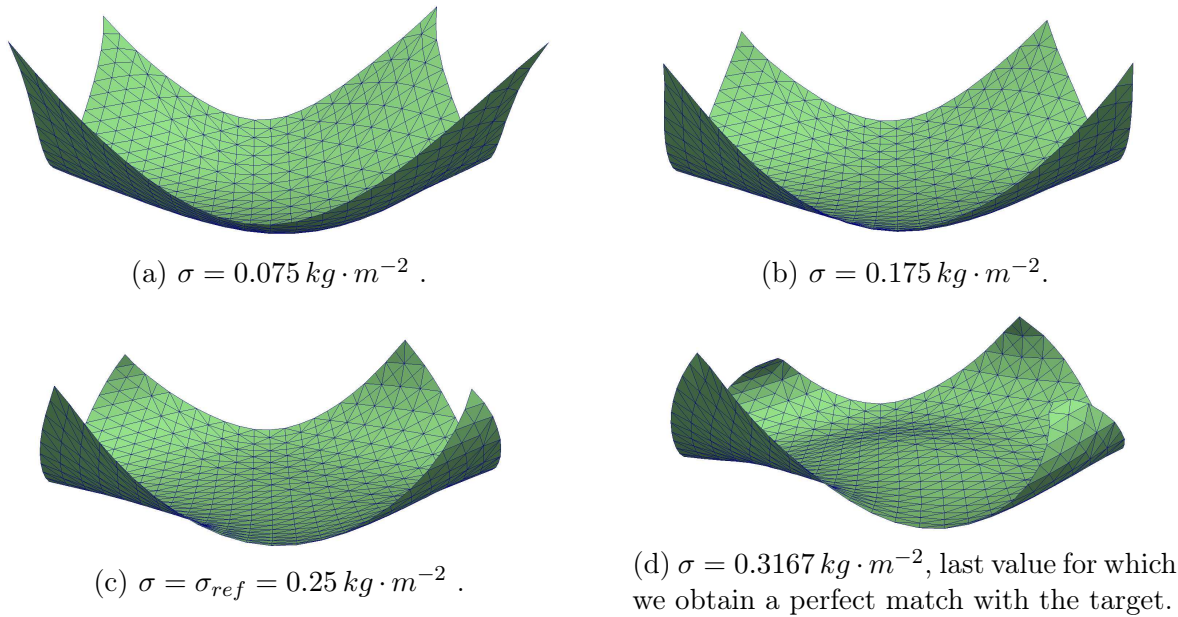 (a) σ = 0.075 kg · m⁻² .
(b) σ = 0.175 kg · m⁻².
(c) σ = σ_ref = 0.25 kg · m⁻² .
(d) σ = 0.3167 kg · m⁻², last value for which
we obtain a perfect match with the target.